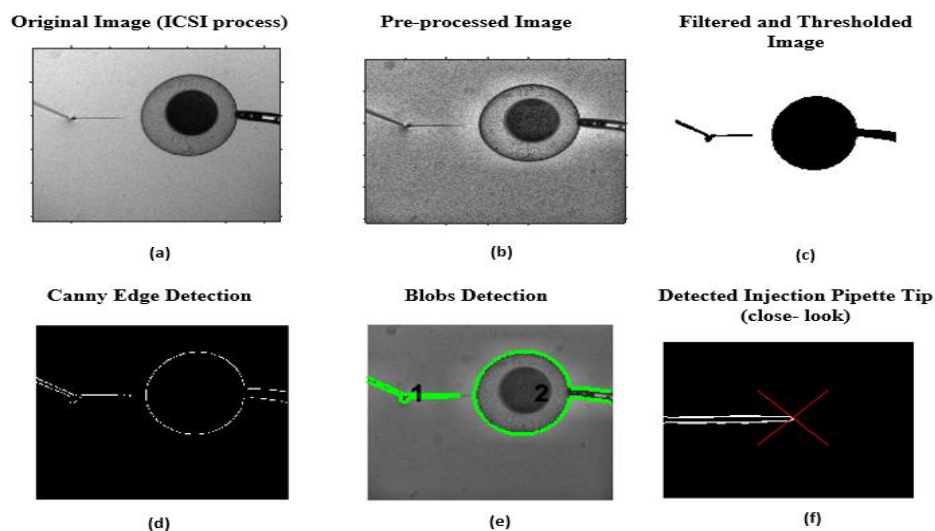 Original Image (ICSI process)
Pre-processed Image
Filtered and Thresholded
Image
(a)
(b)
(c)
Canny Edge Detection
Blobs Detection
Detected Injection Pipette Tip
(close- look)
1
2
(d)
(e)
(f)